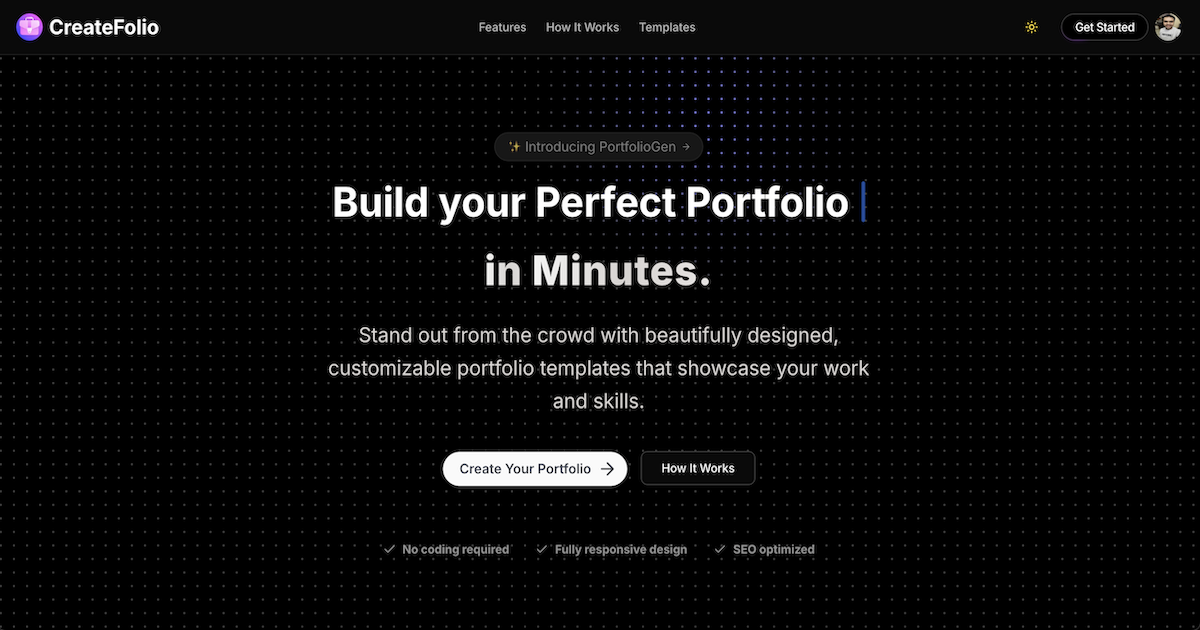 CreateFolio
Features
How It Works
Templates
Get Started
✨ Introducing PortfolioGen →
Build your Perfect Portfolio
in Minutes.
Stand out from the crowd with beautifully designed,
customizable portfolio templates that showcase your work
and skills.
Create Your Portfolio →
How It Works
✓ No coding required
✓ Fully responsive design
✓ SEO optimized